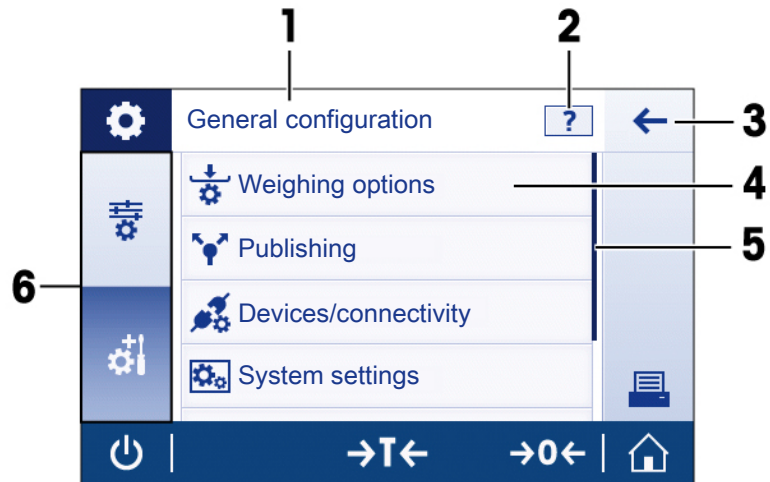 1 2
General configuration ? 3
Weighing options 4
Publishing 5
6
Devices/connectivity
System settings
→T← →0←